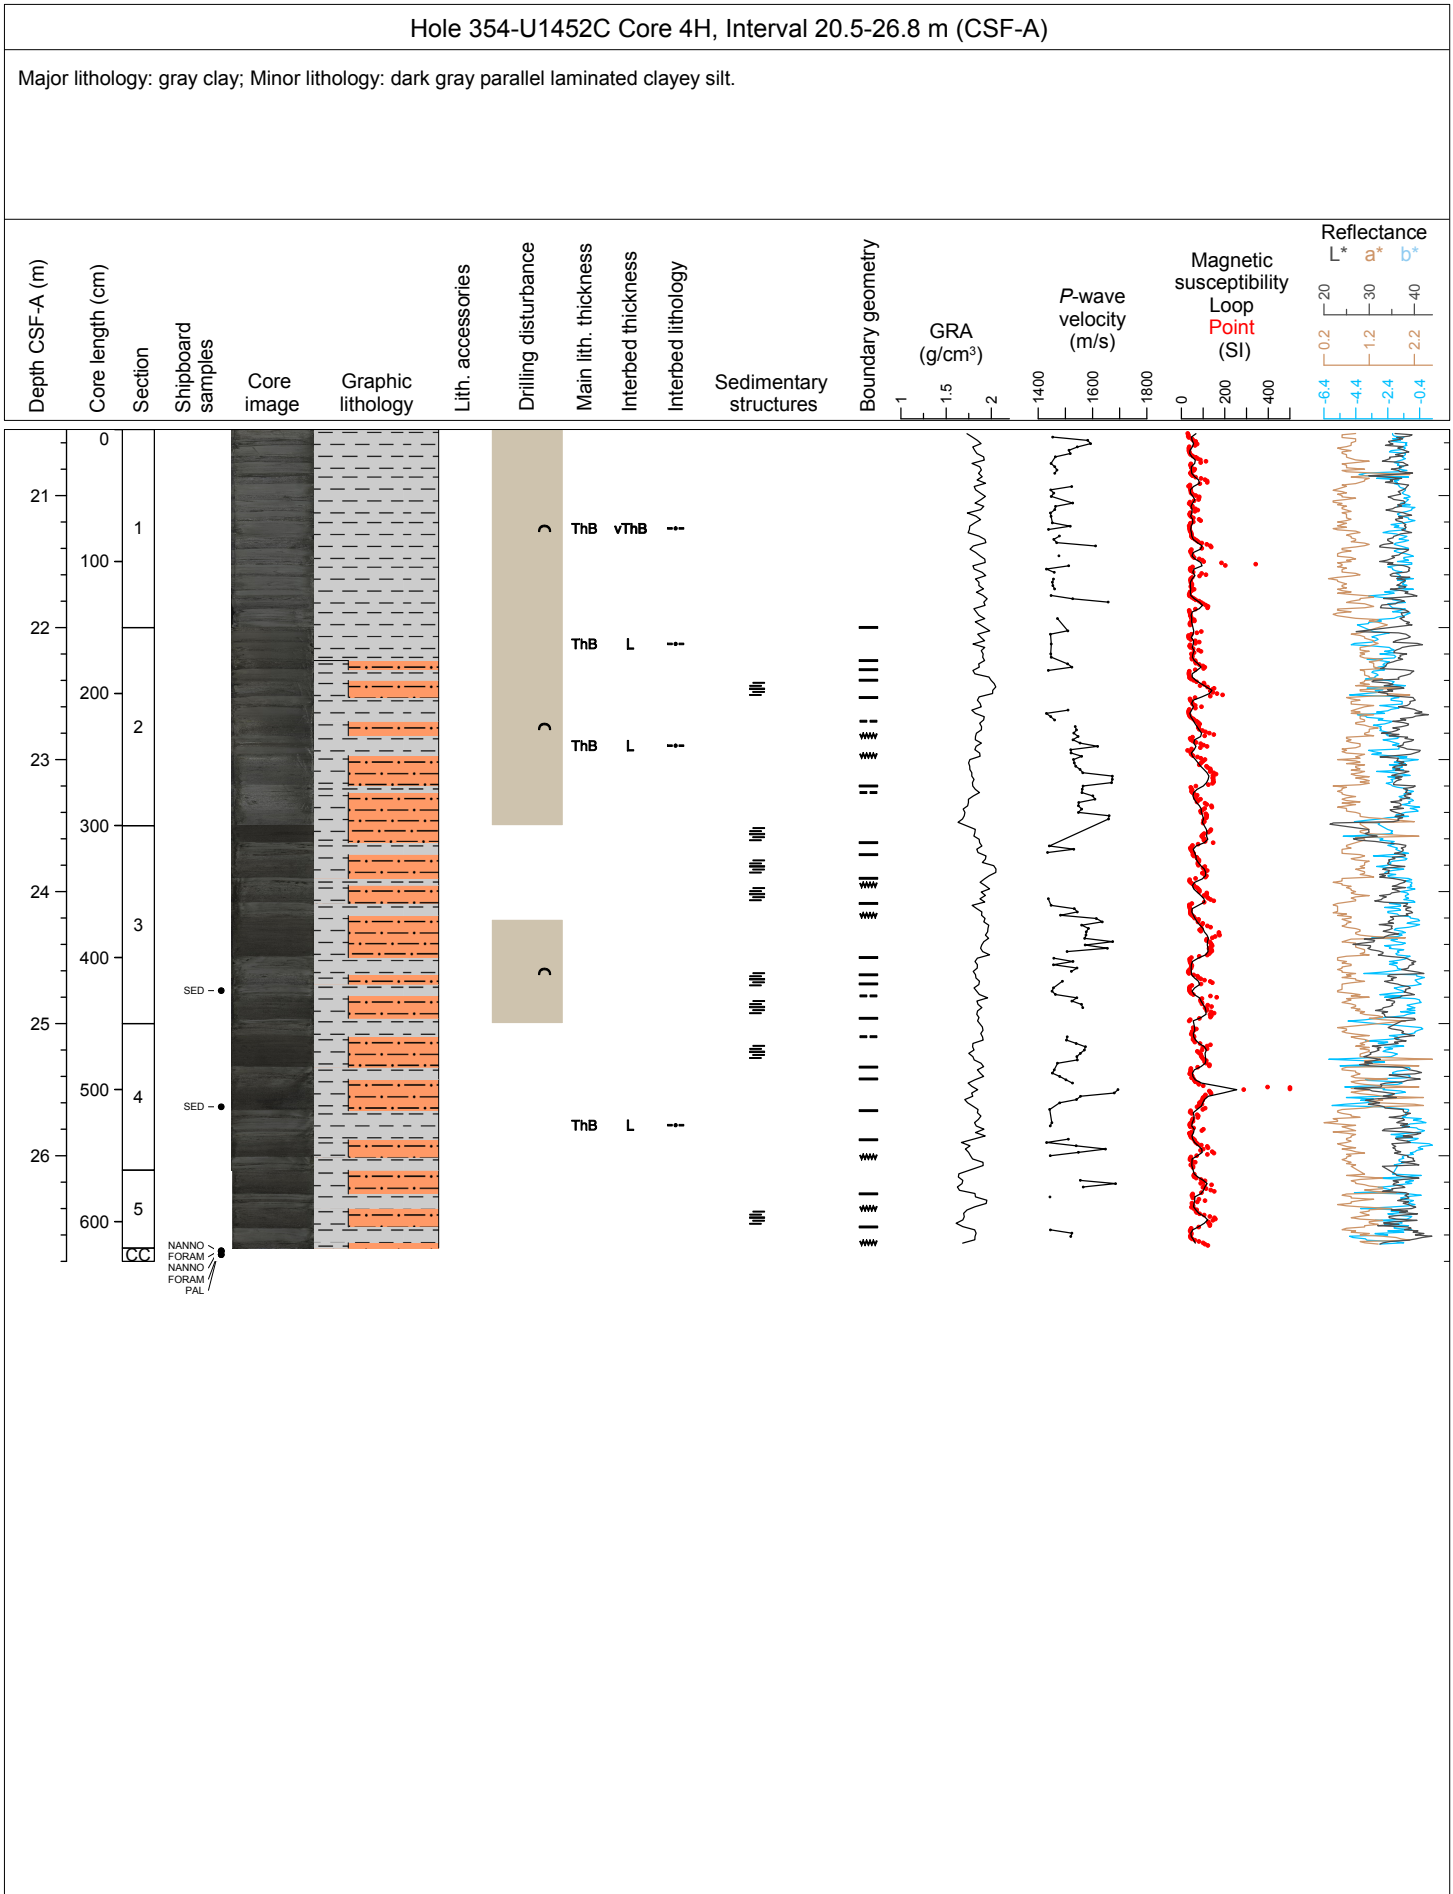 Hole 354-U1452C Core 4H, Interval 20.5-26.8 m (CSF-A)
Major lithology: gray clay; Minor lithology: dark gray parallel laminated clayey silt.
Depth CSF-A (m)
Core length (cm)
Section
Shipboard
samples
Core
image
Graphic
lithology
Lith. accessories
Drilling disturbance
Main lith. thickness
Interbed thickness
Interbed lithology
Sedimentary
structures
Boundary geometry
GRA
(g/cm³)
1 1.5 2
P-wave
velocity
(m/s)
1400 1600 1800
Magnetic
susceptibility
Loop
Point
(SI)
0 200 400
Reflectance
L* a* b*
20 30 40
0.2 1.2 2.2
-6.4 -4.4 -2.4 -0.4
0
21
1
ThB vThB
100
22
ThB L
200
2
ThB L
23
300
24
3
400
SED
25
500
4
SED
ThB L
26
5
600
NANNO
CC
FORAM
NANNO
FORAM
PAL